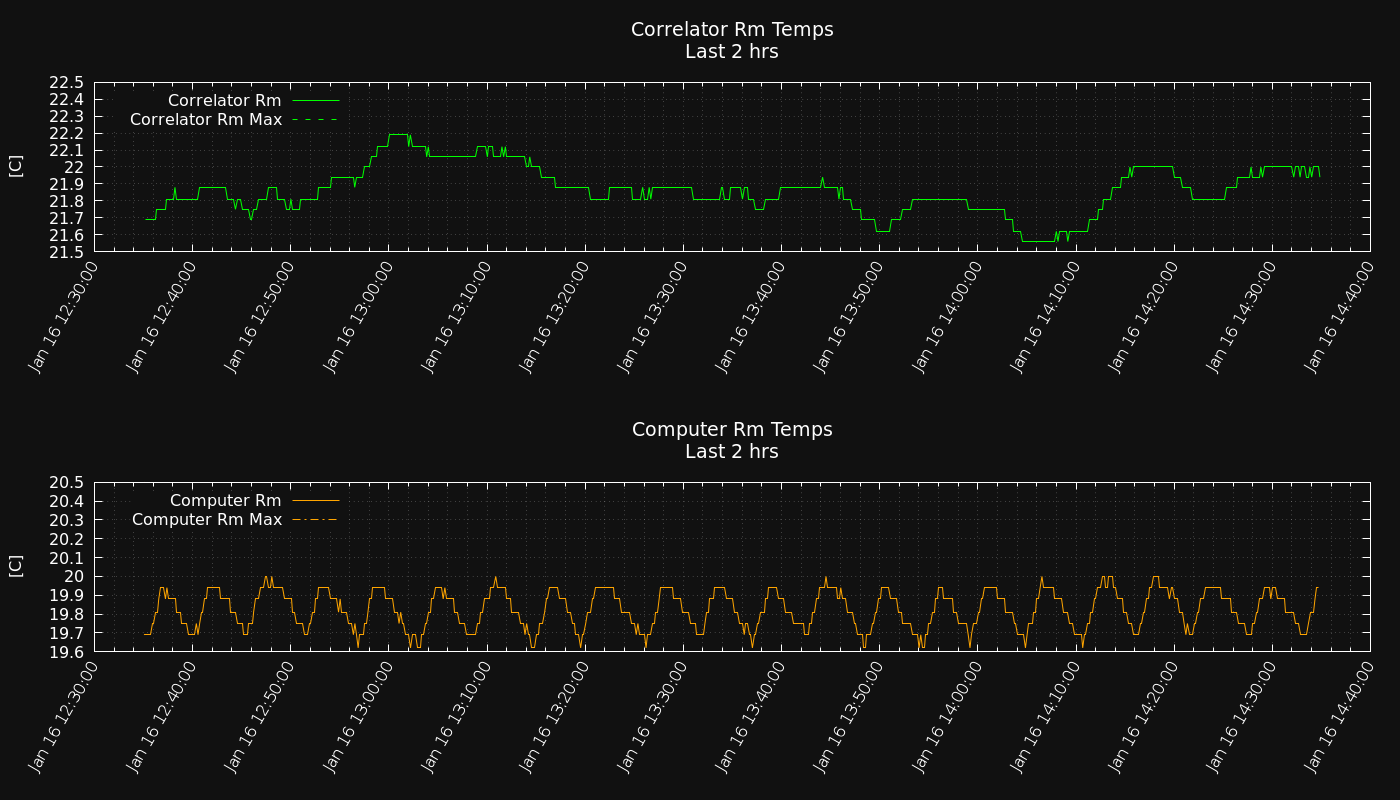 Correlator Rm Temps
Last 2 hrs
22.5
22.4
22.3
22.2
22.1
22
21.9
21.8
21.7
21.6
21.5
[C]
Correlator Rm
Correlator Rm Max
Jan 16 12:30:00
Jan 16 12:40:00
Jan 16 12:50:00
Jan 16 13:00:00
Jan 16 13:10:00
Jan 16 13:20:00
Jan 16 13:30:00
Jan 16 13:40:00
Jan 16 13:50:00
Jan 16 14:00:00
Jan 16 14:10:00
Jan 16 14:20:00
Jan 16 14:30:00
Jan 16 14:40:00
Computer Rm Temps
Last 2 hrs
20.5
20.4
20.3
20.2
20.1
20
19.9
19.8
19.7
19.6
[C]
Computer Rm
Computer Rm Max
Jan 16 12:30:00
Jan 16 12:40:00
Jan 16 12:50:00
Jan 16 13:00:00
Jan 16 13:10:00
Jan 16 13:20:00
Jan 16 13:30:00
Jan 16 13:40:00
Jan 16 13:50:00
Jan 16 14:00:00
Jan 16 14:10:00
Jan 16 14:20:00
Jan 16 14:30:00
Jan 16 14:40:00